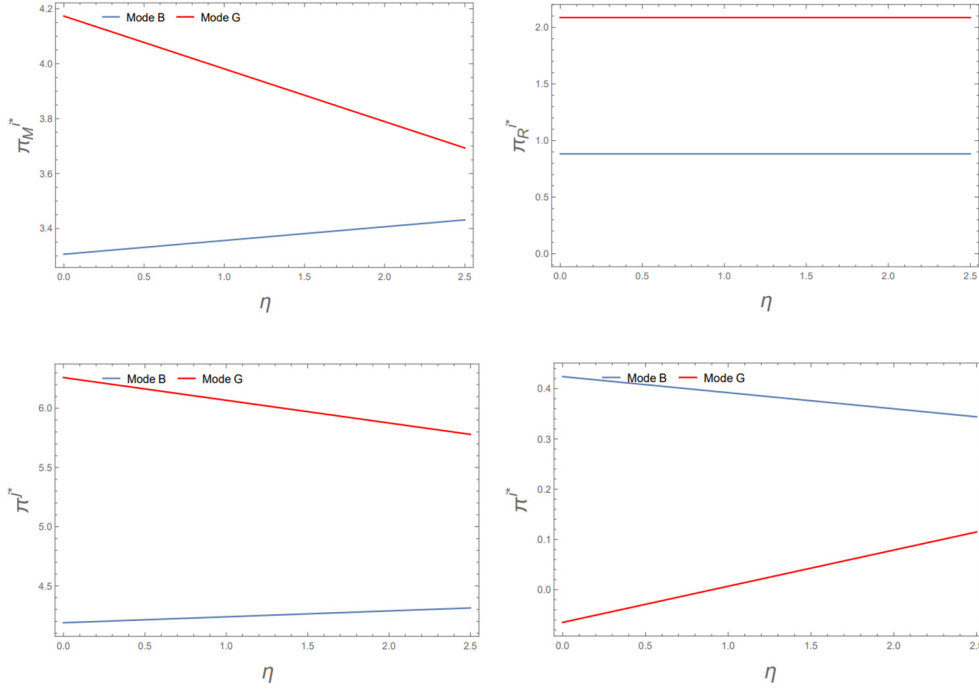 Mode B Mode G
4.2
4.0
3.8
3.6
3.4
π_M^{i*}
0.0 0.5 1.0 1.5 2.0 2.5
η
2.0
1.5
1.0
0.5
0.0
π_R^{i*}
0.0 0.5 1.0 1.5 2.0 2.5
η
Mode B Mode G
6.0
5.5
5.0
4.5
π^{i*}
0.0 0.5 1.0 1.5 2.0 2.5
η
Mode B Mode G
0.4
0.3
0.2
0.1
0.0
π^{i*}
0.0 0.5 1.0 1.5 2.0 2.5
η